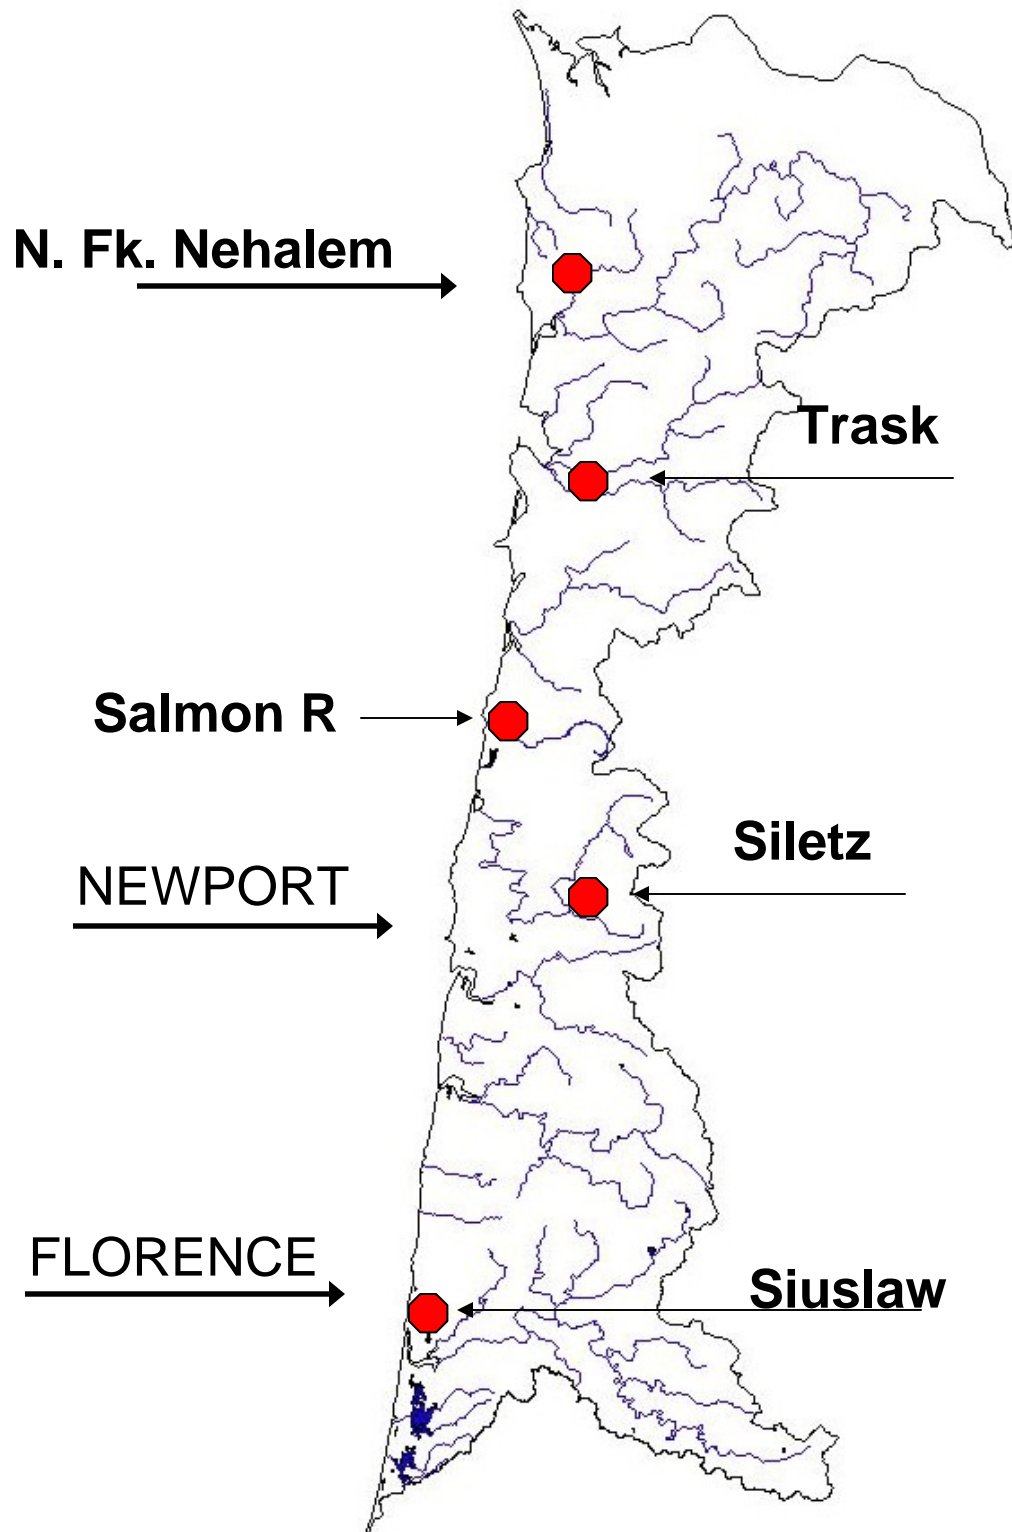 N. Fk. Nehalem
Trask
Salmon R
Siletz
NEWPORT
FLORENCE
Siuslaw